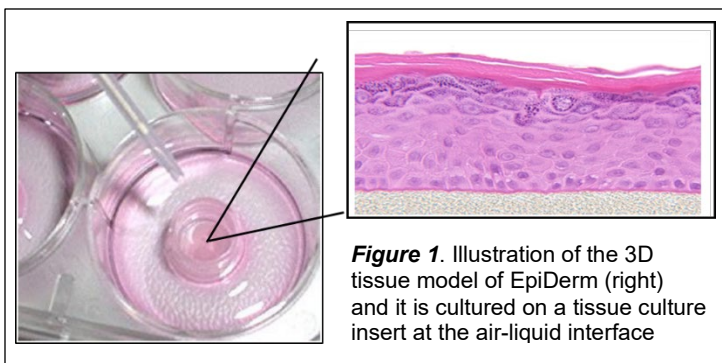 Figure 1. Illustration of the 3D
tissue model of EpiDerm (right)
and it is cultured on a tissue culture
insert at the air-liquid interface